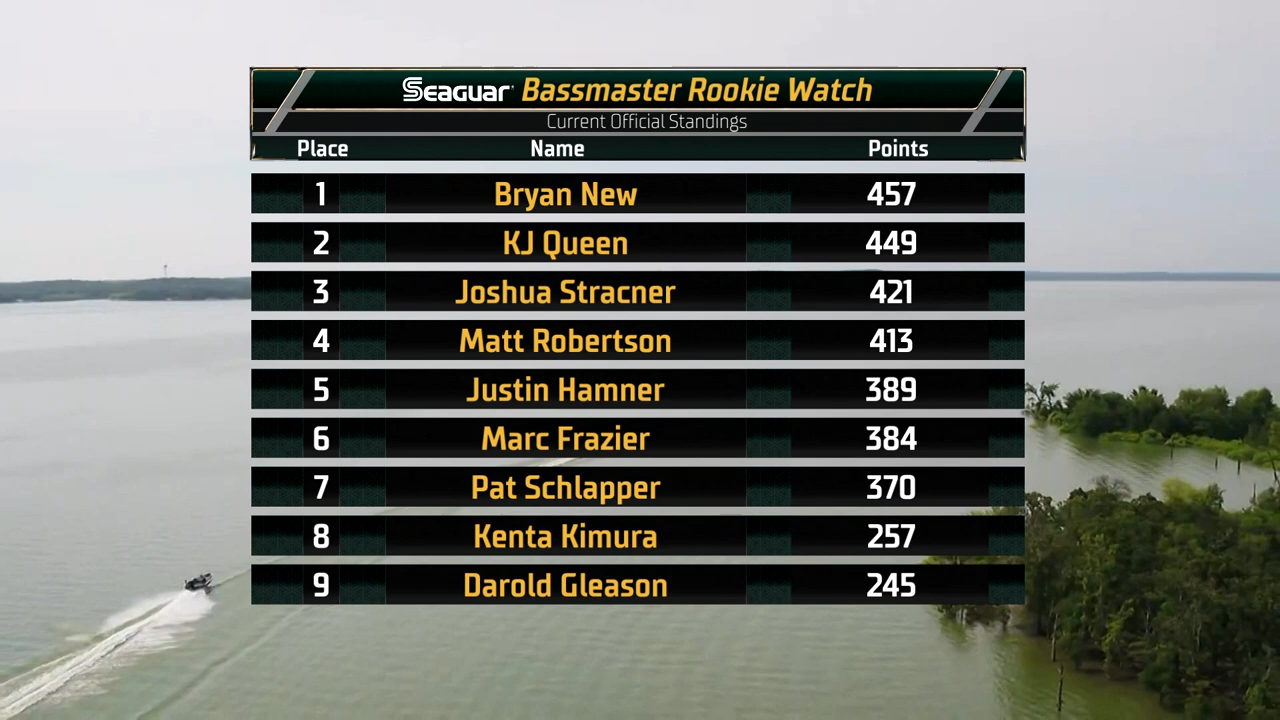 Seaguar Bassmaster Rookie Watch
Current Official Standings
Place Name Points
1 Bryan New 457
2 KJ Queen 449
3 Joshua Stracner 421
4 Matt Robertson 413
5 Justin Hamner 389
6 Marc Frazier 384
7 Pat Schlapper 370
8 Kenta Kimura 257
9 Darold Gleason 245